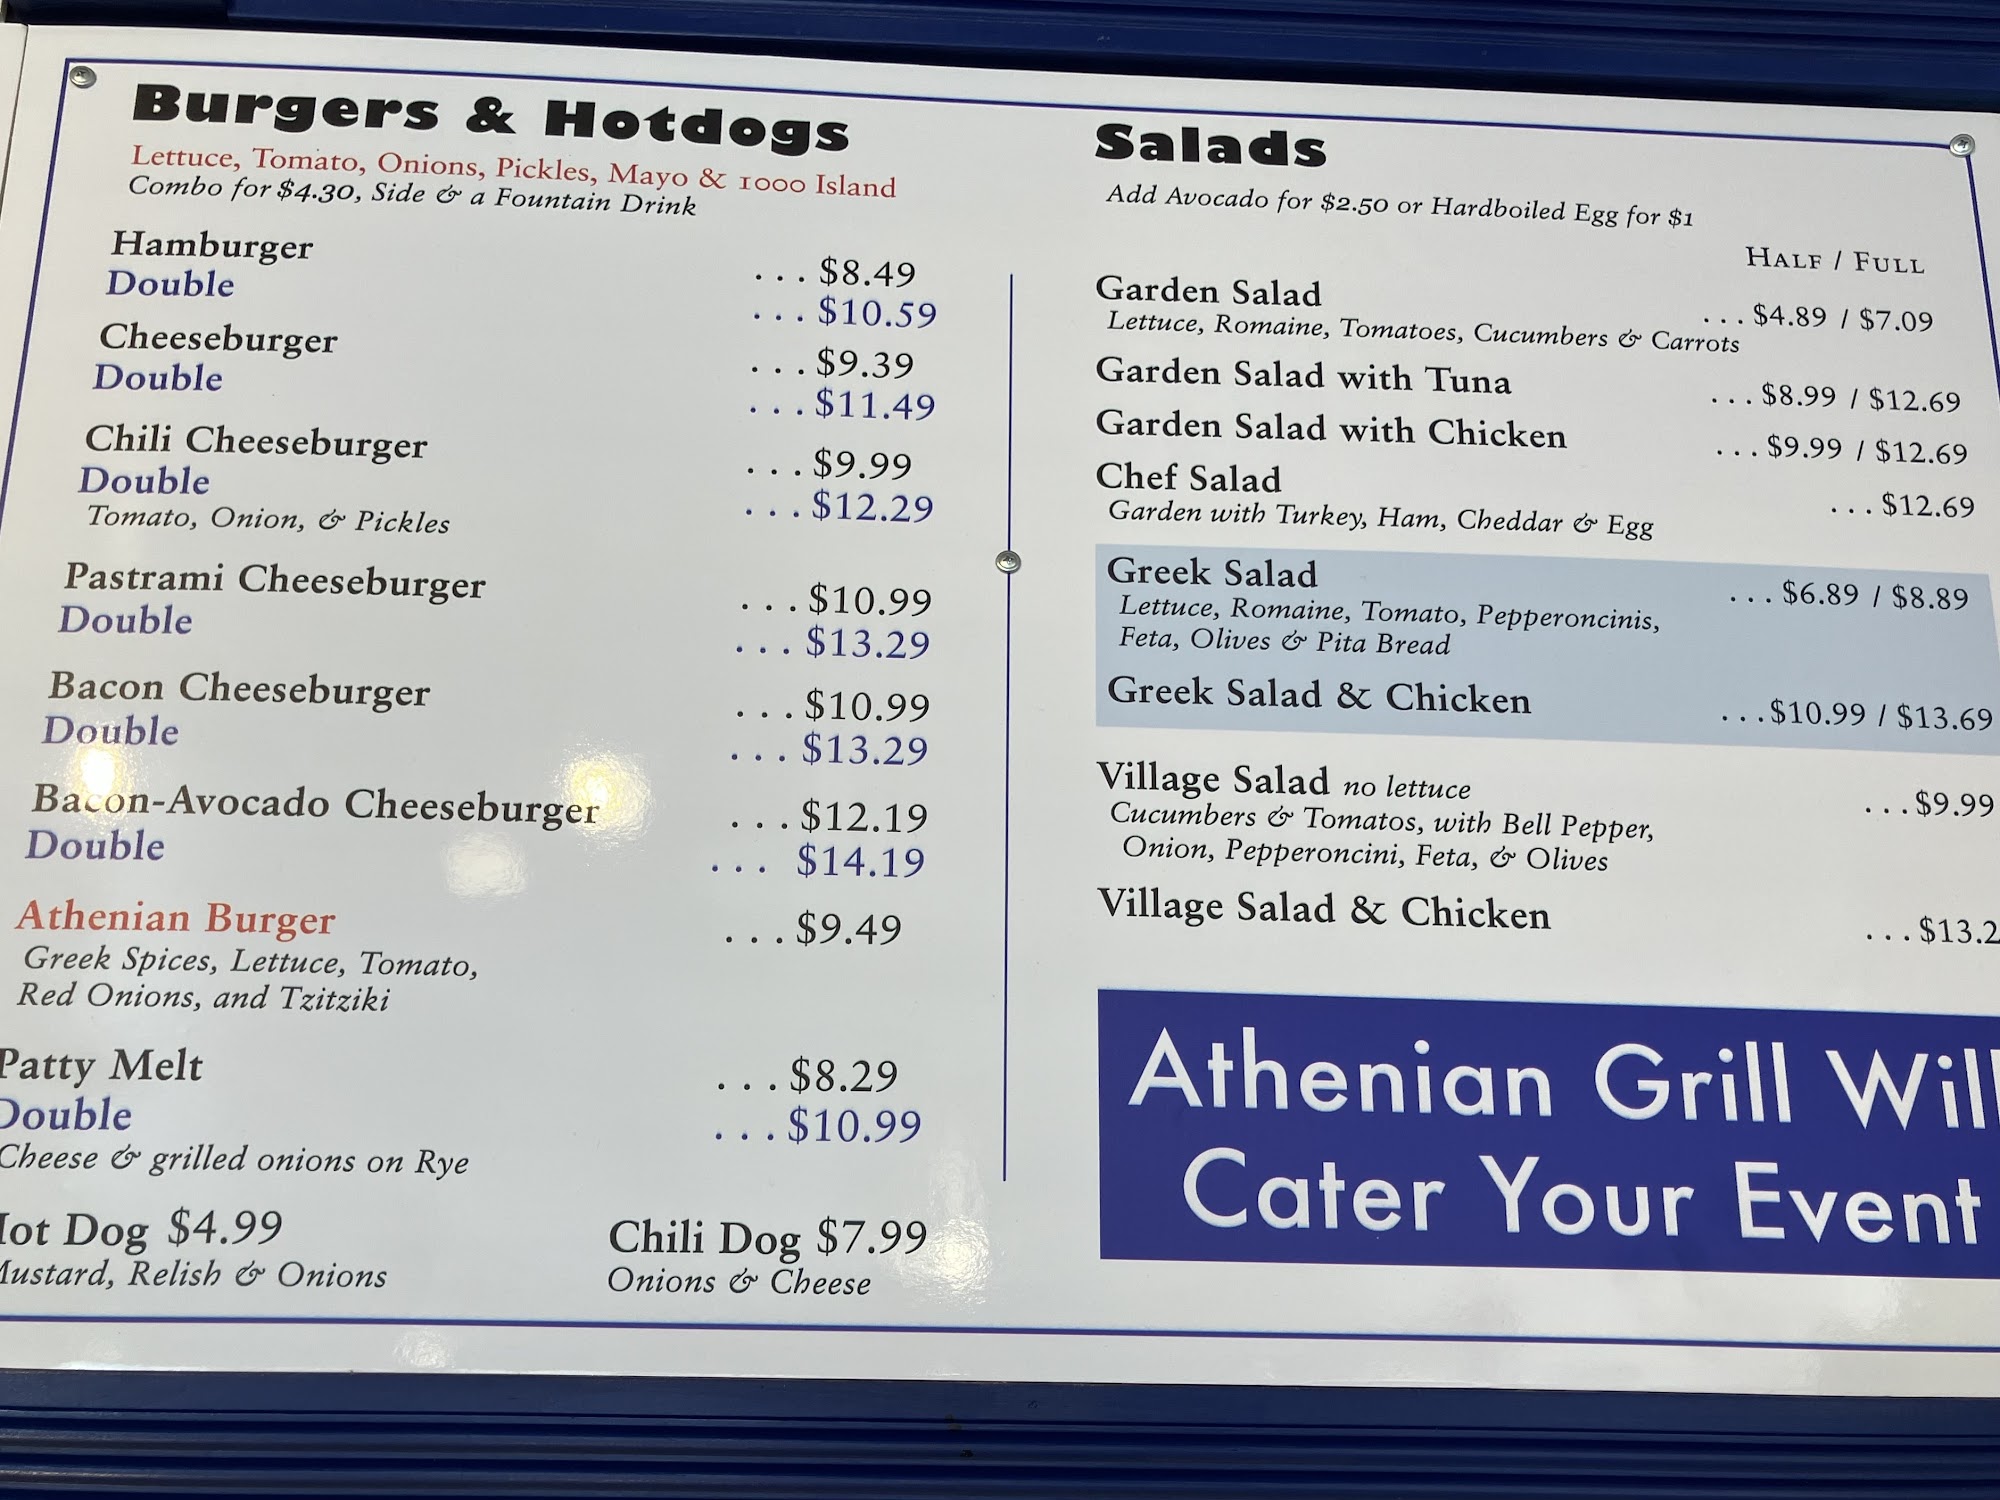 Burgers & Hotdogs
Lettuce, Tomato, Onions, Pickles, Mayo & 1000 Island
Combo for $4.30, Side & a Fountain Drink
Hamburger ... $8.49
Double ... $10.59
Cheeseburger ... $9.39
Double ... $11.49
Chili Cheeseburger ... $9.99
Double ... $12.29
Tomato, Onion, & Pickles
Pastrami Cheeseburger ... $10.99
Double ... $13.29
Bacon Cheeseburger ... $10.99
Double ... $13.29
Bacon-Avocado Cheeseburger ... $12.19
Double ... $14.19
Athenian Burger ... $9.49
Greek Spices, Lettuce, Tomato,
Red Onions, and Tzitziki
Patty Melt ... $8.29
Double ... $10.99
Cheese & grilled onions on Rye
Hot Dog $4.99
Mustard, Relish & Onions
Chili Dog $7.99
Onions & Cheese
Salads
Add Avocado for $2.50 or Hardboiled Egg for $1
Half / Full
Garden Salad ... $4.89 / $7.09
Lettuce, Romaine, Tomatoes, Cucumbers & Carrots
Garden Salad with Tuna ... $8.99 / $12.69
Garden Salad with Chicken ... $9.99 / $12.69
Chef Salad ... $12.69
Garden with Turkey, Ham, Cheddar & Egg
Greek Salad ... $6.89 / $8.89
Lettuce, Romaine, Tomato, Pepperoncinis,
Feta, Olives & Pita Bread
Greek Salad & Chicken ... $10.99 / $13.69
Village Salad no lettuce ... $9.99
Cucumbers & Tomatos, with Bell Pepper,
Onion, Pepperoncini, Feta, & Olives
Village Salad & Chicken ... $13.2
Athenian Grill Will
Cater Your Event